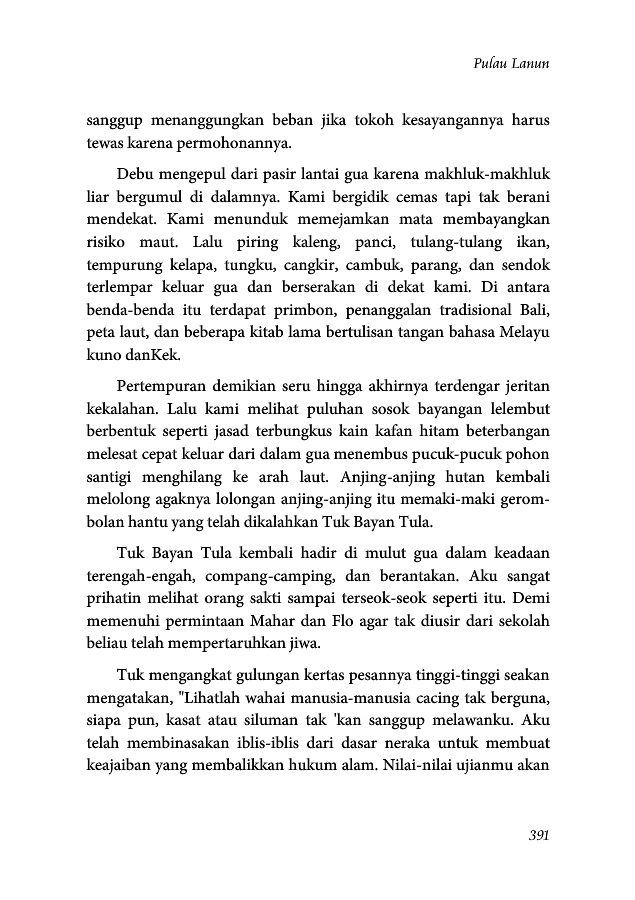 Pulau Lanun
sanggup menanggungkan beban jika tokoh kesayangannya harus
tewas karena permohonannya.
Debu mengepul dari pasir lantai gua karena makhluk-makhluk
liar bergumul di dalamnya. Kami bergidik cemas tapi tak berani
mendekat. Kami menunduk memejamkan mata membayangkan
risiko maut. Lalu piring kaleng, panci, tulang-tulang ikan,
tempurung kelapa, tungku, cangkir, cambuk, parang, dan sendok
terlempar keluar gua dan berserakan di dekat kami. Di antara
benda-benda itu terdapat primbon, penanggalan tradisional Bali,
peta laut, dan beberapa kitab lama bertulisan tangan bahasa Melayu
kuno danKek.
Pertempuran demikian seru hingga akhirnya terdengar jeritan
kekalahan. Lalu kami melihat puluhan sosok bayangan lelembut
berbentuk seperti jasad terbungkus kain kafan hitam beterbangan
melesat cepat keluar dari dalam gua menembus pucuk-pucuk pohon
santigi menghilang ke arah laut. Anjing-anjing hutan kembali
melolong agaknya lolongan anjing-anjing itu memaki-maki gerom-
bolan hantu yang telah dikalahkan Tuk Bayan Tula.
Tuk Bayan Tula kembali hadir di mulut gua dalam keadaan
terengah-engah, compang-camping, dan berantakan. Aku sangat
prihatin melihat orang sakti sampai terseok-seok seperti itu. Demi
memenuhi permintaan Mahar dan Flo agar tak diusir dari sekolah
beliau telah mempertaruhkan jiwa.
Tuk mengangkat gulungan kertas pesannya tinggi-tinggi seakan
mengatakan, "Lihatlah wahai manusia-manusia cacing tak berguna,
siapa pun, kasat atau siluman tak 'kan sanggup melawanku. Aku
telah membinasakan iblis-iblis dari dasar neraka untuk membuat
keajaiban yang membalikkan hukum alam. Nilai-nilai ujianmu akan
391